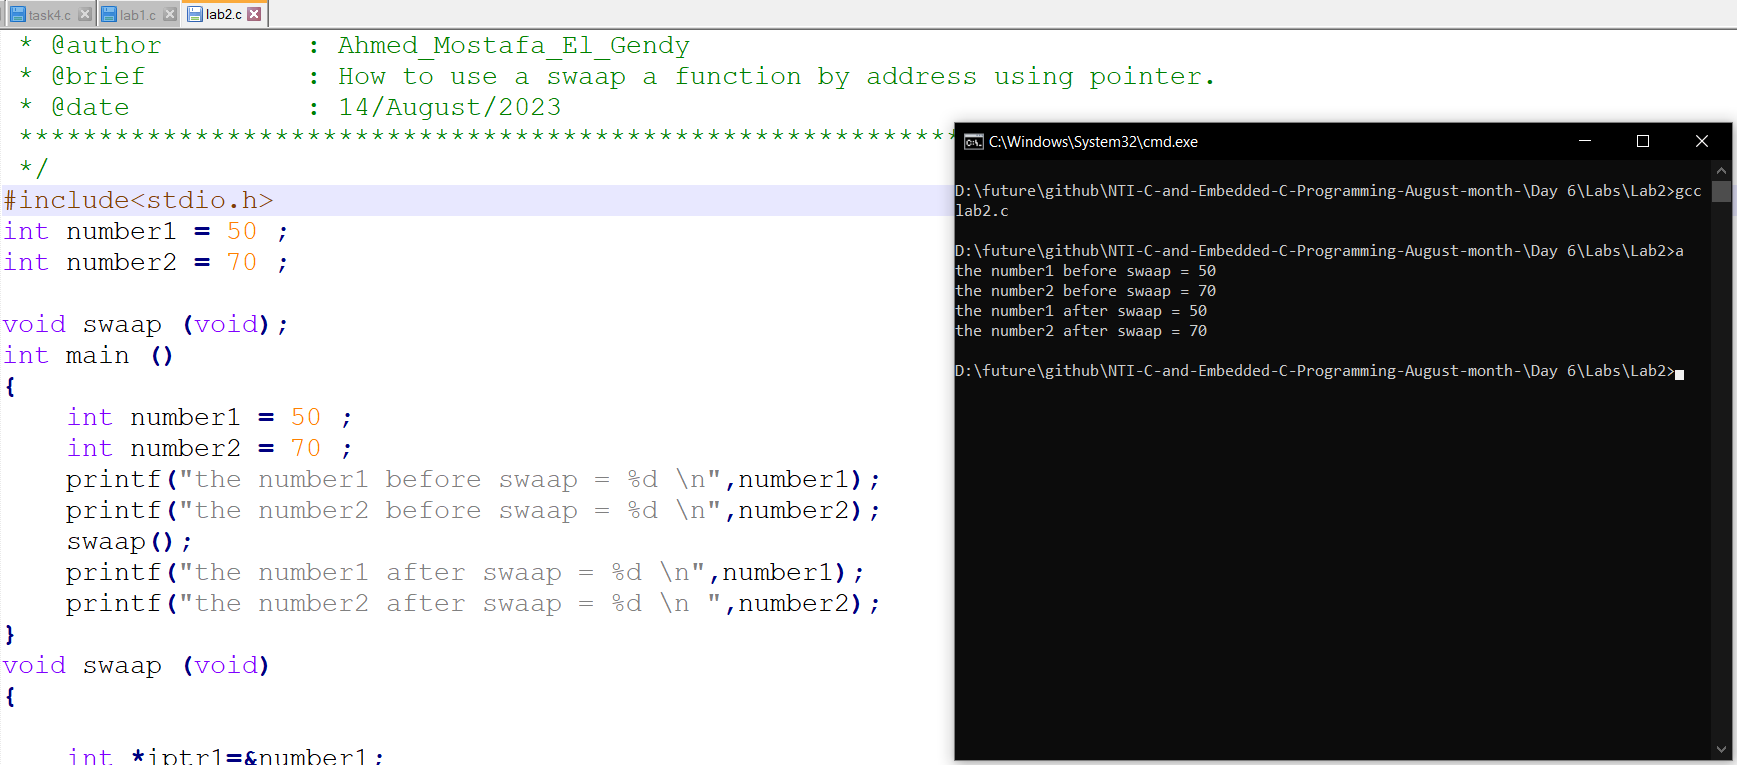 task4.c lab1.c lab2.c
* @author : Ahmed_Mostafa_El_Gendy
* @brief : How to use a swaap a function by address using pointer.
* @date : 14/August/2023
***********************************************************
*/
#include<stdio.h>
int number1 = 50 ;
int number2 = 70 ;
void swaap (void);
int main ()
{
int number1 = 50 ;
int number2 = 70 ;
printf("the number1 before swaap = %d \n",number1);
printf("the number2 before swaap = %d \n",number2);
swaap();
printf("the number1 after swaap = %d \n",number1);
printf("the number2 after swaap = %d \n ",number2);
}
void swaap (void)
{
int *iptr1=&number1;
C:\Windows\System32\cmd.exe
D:\future\github\NTI-C-and-Embedded-C-Programming-August-month-\Day 6\Labs\Lab2>gcc
lab2.c
D:\future\github\NTI-C-and-Embedded-C-Programming-August-month-\Day 6\Labs\Lab2>a
the number1 before swaap = 50
the number2 before swaap = 70
the number1 after swaap = 50
the number2 after swaap = 70
D:\future\github\NTI-C-and-Embedded-C-Programming-August-month-\Day 6\Labs\Lab2>